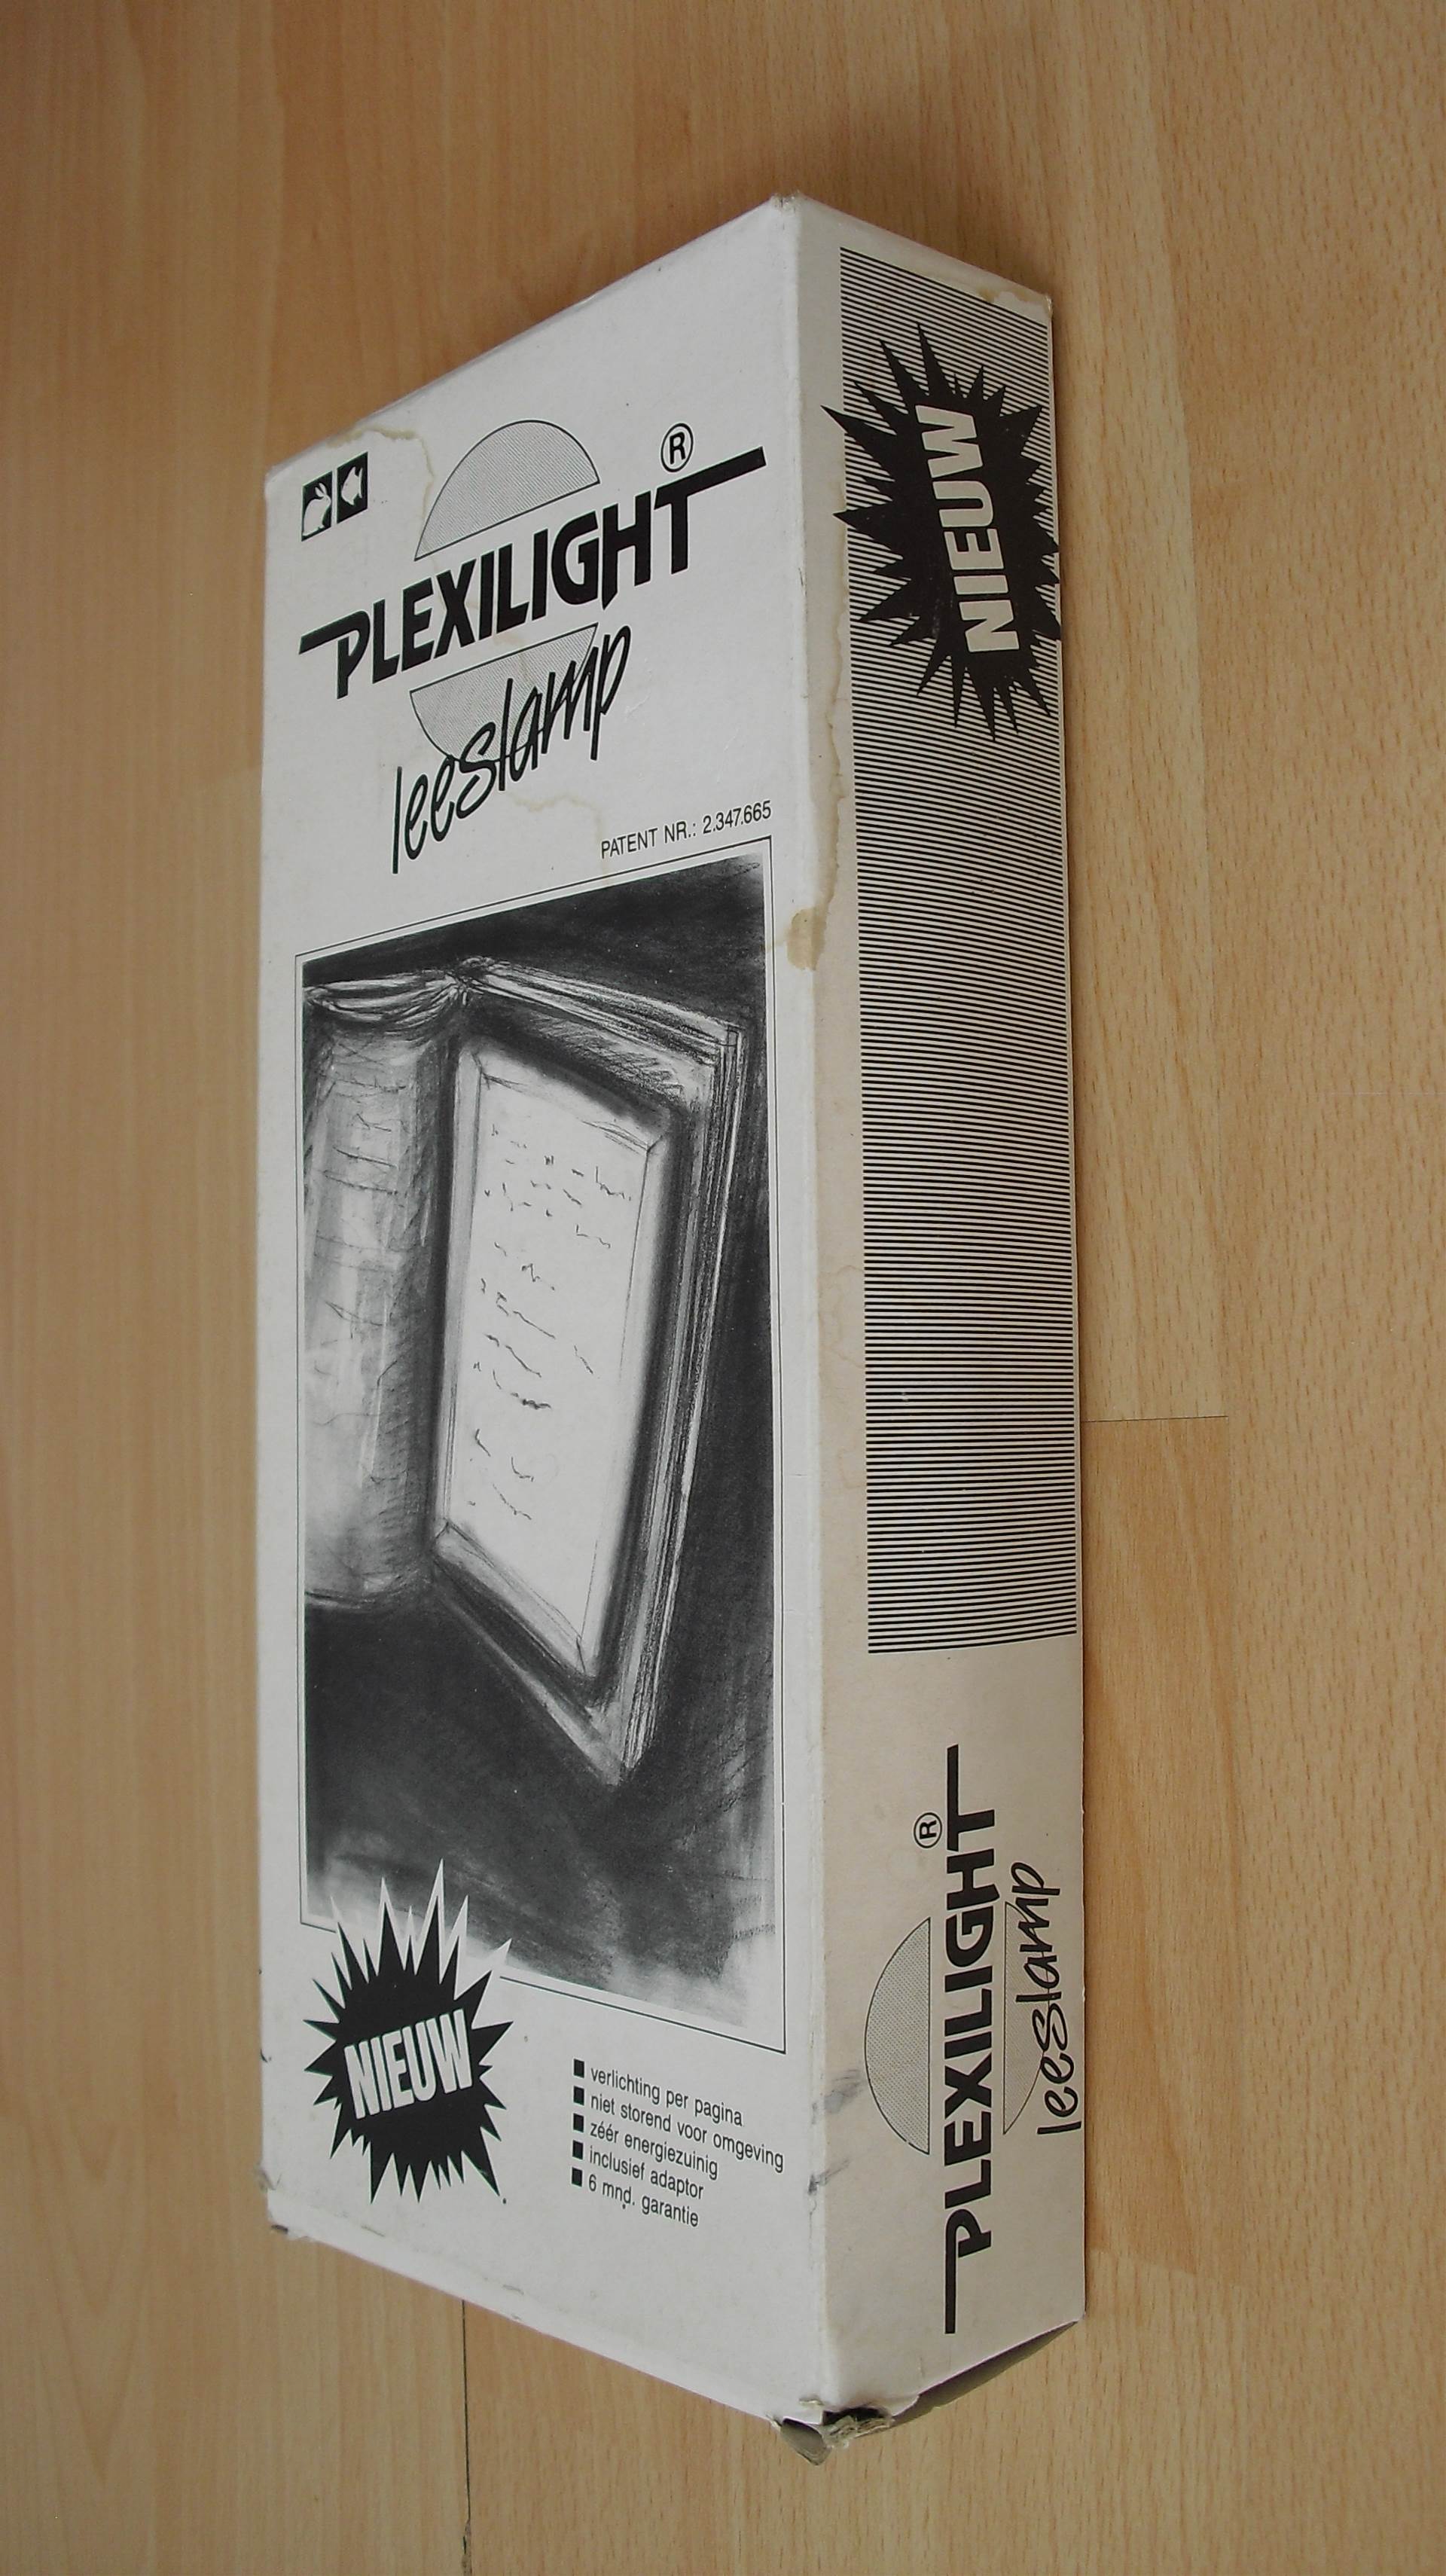 PLEXILIGHT®
leeslamp
PATENT NR.: 2.347.665
NIEUW
verlichting per pagina
niet storend voor omgeving
zéér energiezuinig
inclusief adaptor
6 mnd. garantie
NIEUW
PLEXILIGHT®
leeslamp